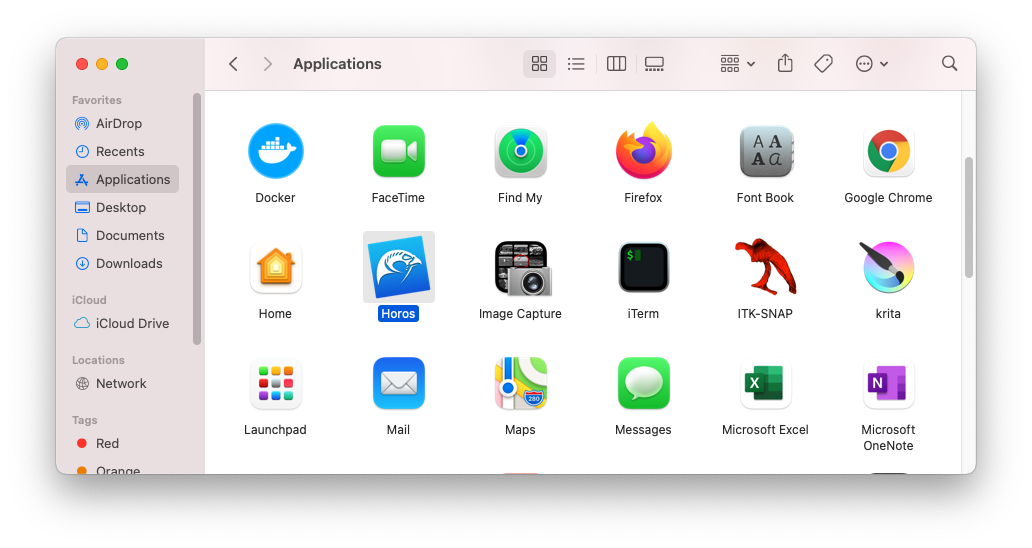 Applications
Favorites
AirDrop
Recents
Applications
Desktop
Documents
Downloads
iCloud
iCloud Drive
Locations
Network
Tags
Red
Orange
A A
A a
Docker
FaceTime
Find My
Firefox
Font Book
Google Chrome
$
Home
Horos
Image Capture
iTerm
ITK-SNAP
krita
280
X
N
Launchpad
Mail
Maps
Messages
Microsoft Excel
Microsoft
OneNote